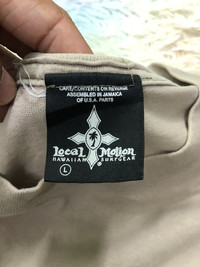 CARE/CONTENTS ON REVERSE
ASSEMBLED IN JAMAICA
OF U.S.A. PARTS
Local Motion
HAWAIIAN SURFGEAR
L